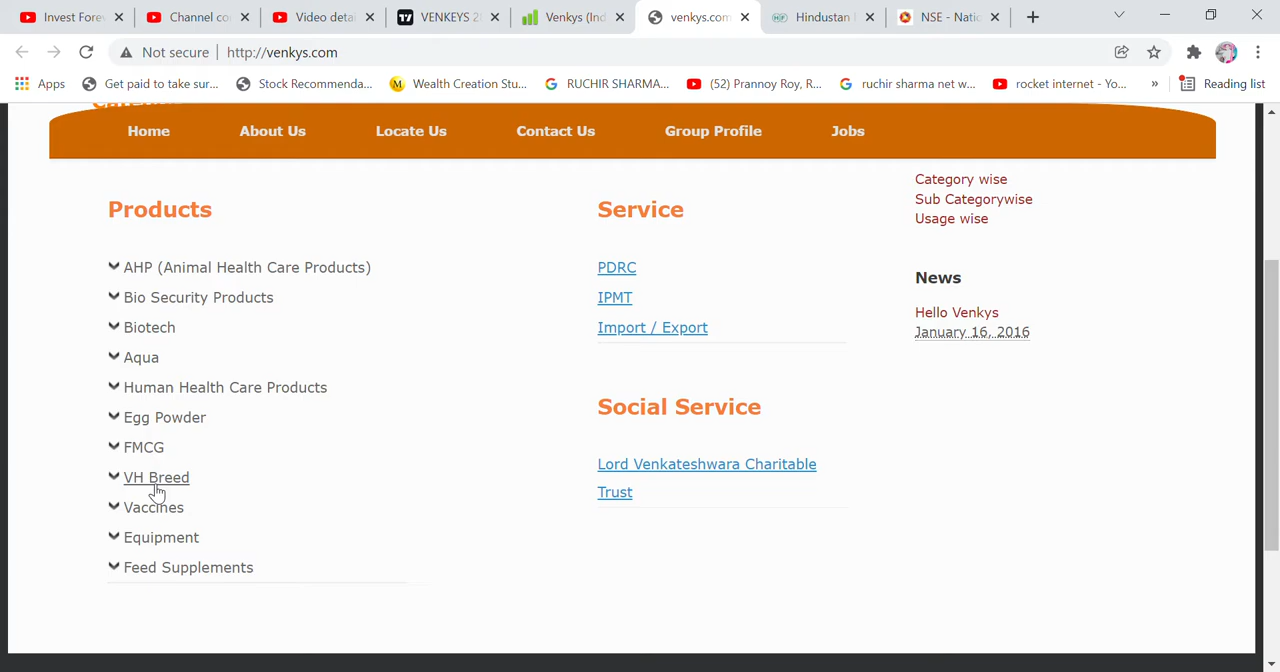 Invest Fore
Channel co
Video detai
VENKEYS 2
Venkys (Ind
venkys.com
Hindustan
NSE - Natio
Not secure
http://venkys.com
Apps
Get paid to take sur...
Stock Recommenda...
Wealth Creation Stu...
RUCHIR SHARMA...
(52) Prannoy Roy, R...
ruchir sharma net w...
rocket internet - Yo...
»
Reading list
Home
About Us
Locate Us
Contact Us
Group Profile
Jobs
Products
AHP (Animal Health Care Products)
Bio Security Products
Biotech
Aqua
Human Health Care Products
Egg Powder
FMCG
VH Breed
Vaccines
Equipment
Feed Supplements
Service
PDRC
IPMT
Import / Export
Social Service
Lord Venkateshwara Charitable
Trust
Category wise
Sub Categorywise
Usage wise
News
Hello Venkys
January 16, 2016